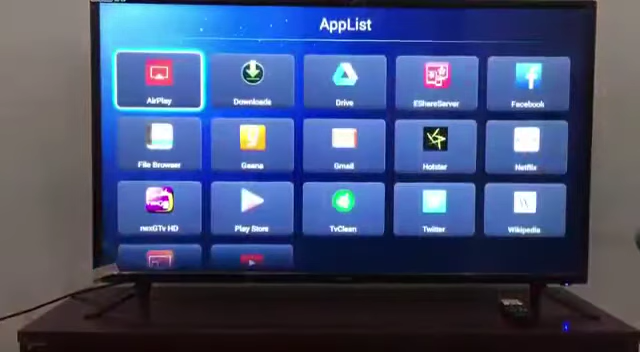 AppList
AirPlay
Downloads
Drive
EShareServer
Facebook
File Browser
Gaana
Gmail
Hotstar
Netflix
nexGTv HD
Play Store
TvClean
Twitter
Wikipedia